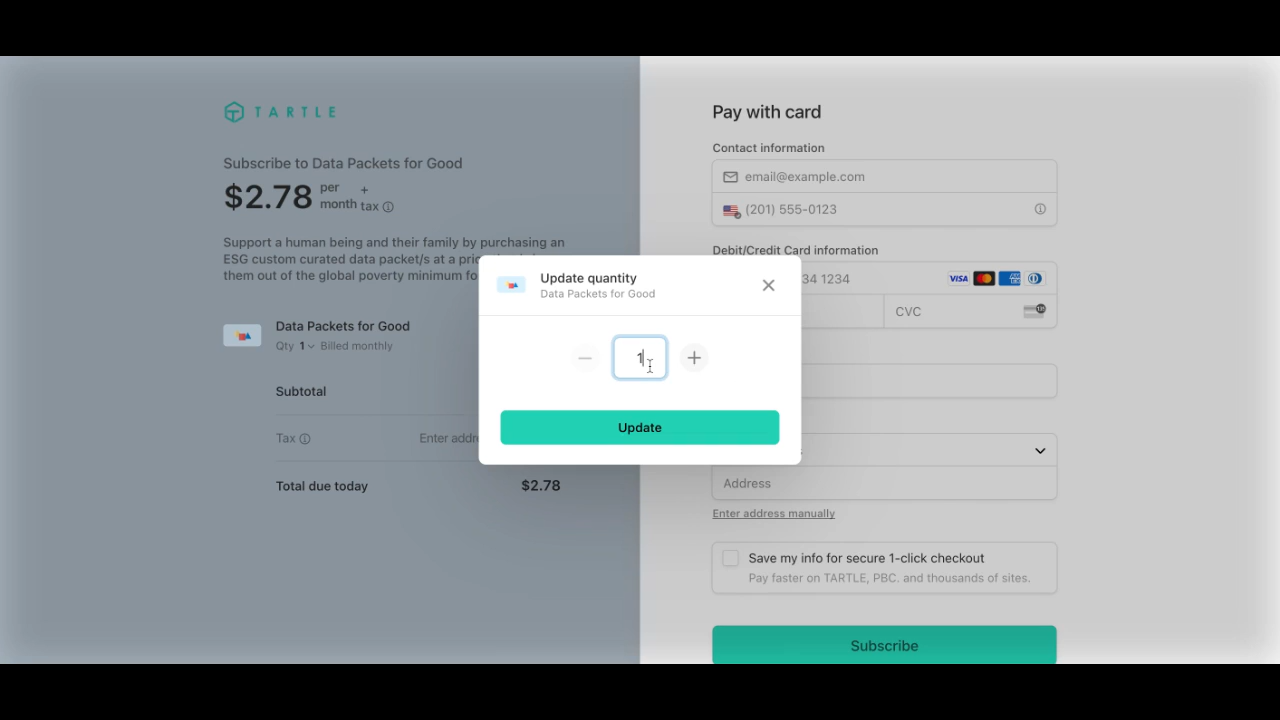 TARTLE
Subscribe to Data Packets for Good
$2.78 per month + tax
Support a human being and their family by purchasing an
ESG custom curated data packet/s at a
them out of the global poverty minimum
Data Packets for Good
Qty 1 Billed monthly
Subtotal
Tax Enter
Total due today $2.78
Update quantity
Data Packets for Good
1
Update
Pay with card
Contact information
email@example.com
(201) 555-0123
Debit/Credit Card information
34 1234 VISA
CVC
Address
Enter address manually
Save my info for secure 1-click checkout
Pay faster on TARTLE, PBC. and thousands of sites.
Subscribe